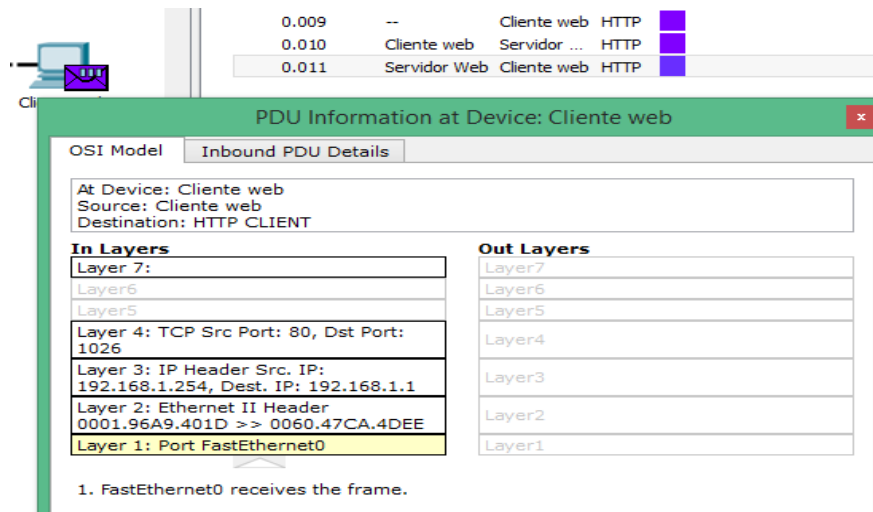 0.009 -- Cliente web HTTP
0.010 Cliente web Servidor ... HTTP
0.011 Servidor Web Cliente web HTTP
Cli
PDU Information at Device: Cliente web
x
OSI Model Inbound PDU Details
At Device: Cliente web
Source: Cliente web
Destination: HTTP CLIENT
In Layers
Layer 7:
Layer6
Layer5
Layer 4: TCP Src Port: 80, Dst Port:
1026
Layer 3: IP Header Src. IP:
192.168.1.254, Dest. IP: 192.168.1.1
Layer 2: Ethernet II Header
0001.96A9.401D >> 0060.47CA.4DEE
Layer 1: Port FastEthernet0
Out Layers
Layer7
Layer6
Layer5
Layer4
Layer3
Layer2
Layer1
1. FastEthernet0 receives the frame.